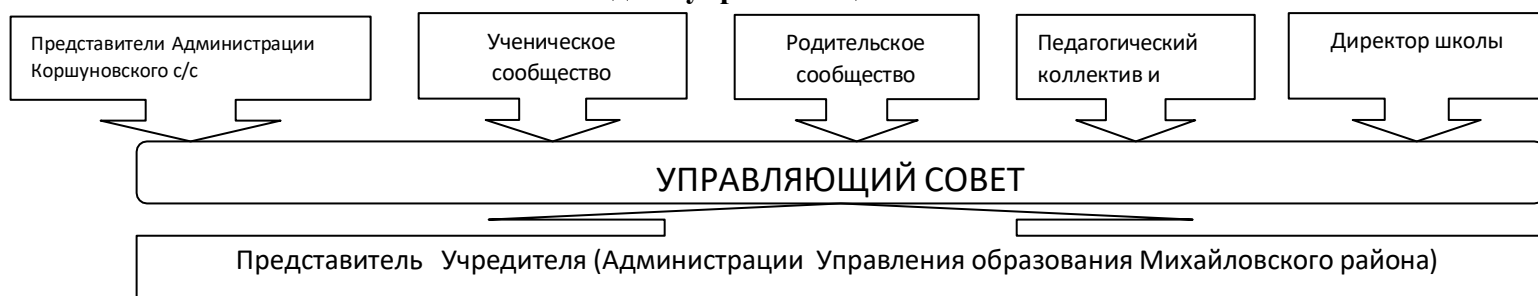 Представители Администрации
Коршуновского с/с
Ученическое
сообщество
Родительское
сообщество
Педагогический
коллектив и
Директор школы
УПРАВЛЯЮЩИЙ СОВЕТ
Представитель Учредителя (Администрации Управления образования Михайловского района)